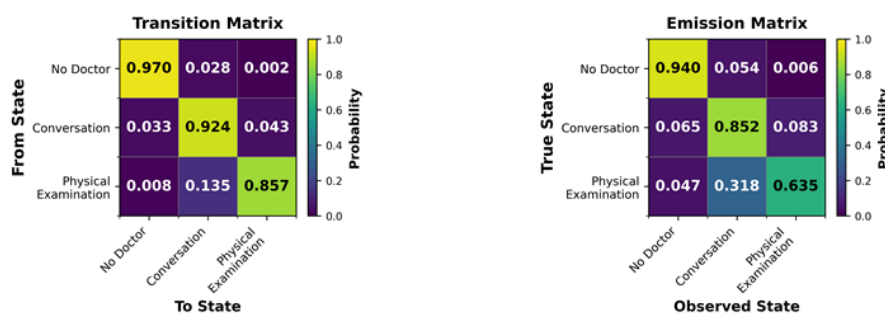 Transition Matrix
From State
No Doctor
Conversation
Physical
Examination
0.970 0.028 0.002
0.033 0.924 0.043
0.008 0.135 0.857
No Doctor
Conversation
Physical
Examination
To State
1.0
0.8
0.6
0.4
0.2
0.0
Probability
Emission Matrix
True State
No Doctor
Conversation
Physical
Examination
0.940 0.054 0.006
0.065 0.852 0.083
0.047 0.318 0.635
No Doctor
Conversation
Physical
Examination
Observed State
1.0
0.8
0.6
0.4
0.2
0.0
Probability